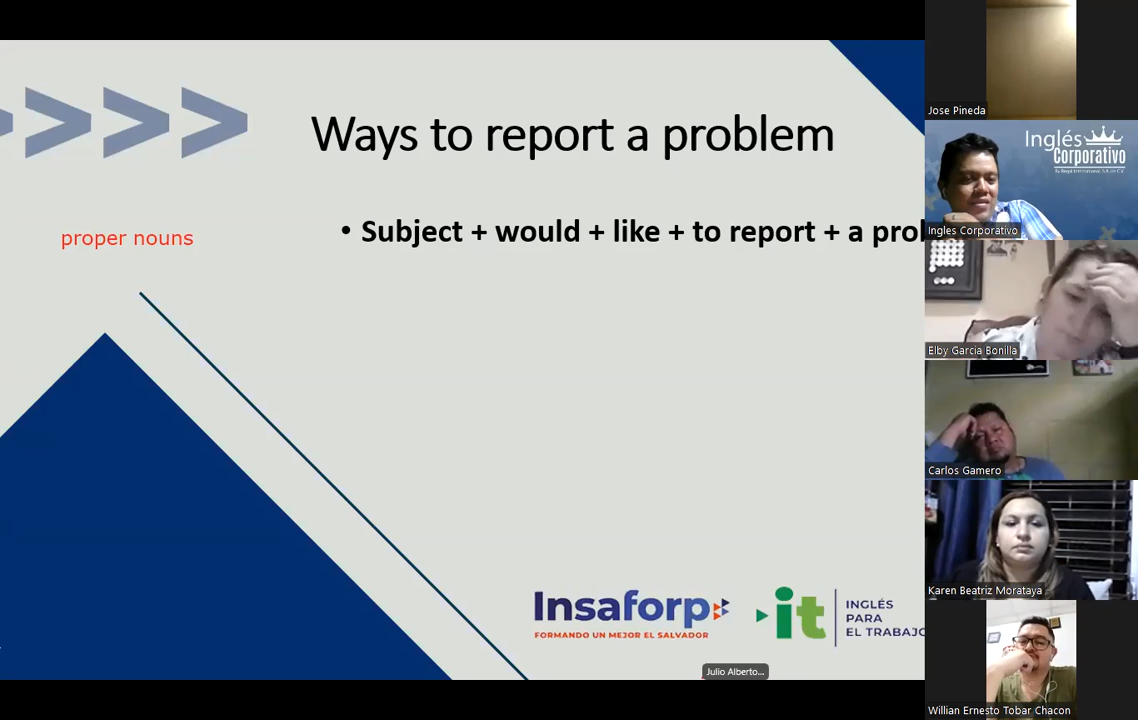 Ways to report a problem
proper nouns
• Subject + would + like + to report + a pro
Insaforp
FORMANDO UN MEJOR EL SALVADOR
it
INGLÉS
PARA
EL TRABAJO
Julio Alberto...
Jose Pineda
Inglés
Corporativo
Ingles Corporativo
Elby Garcia Bonilla
Carlos Gamero
Karen Beatriz Morataya
Willian Ernesto Tobar Chacon